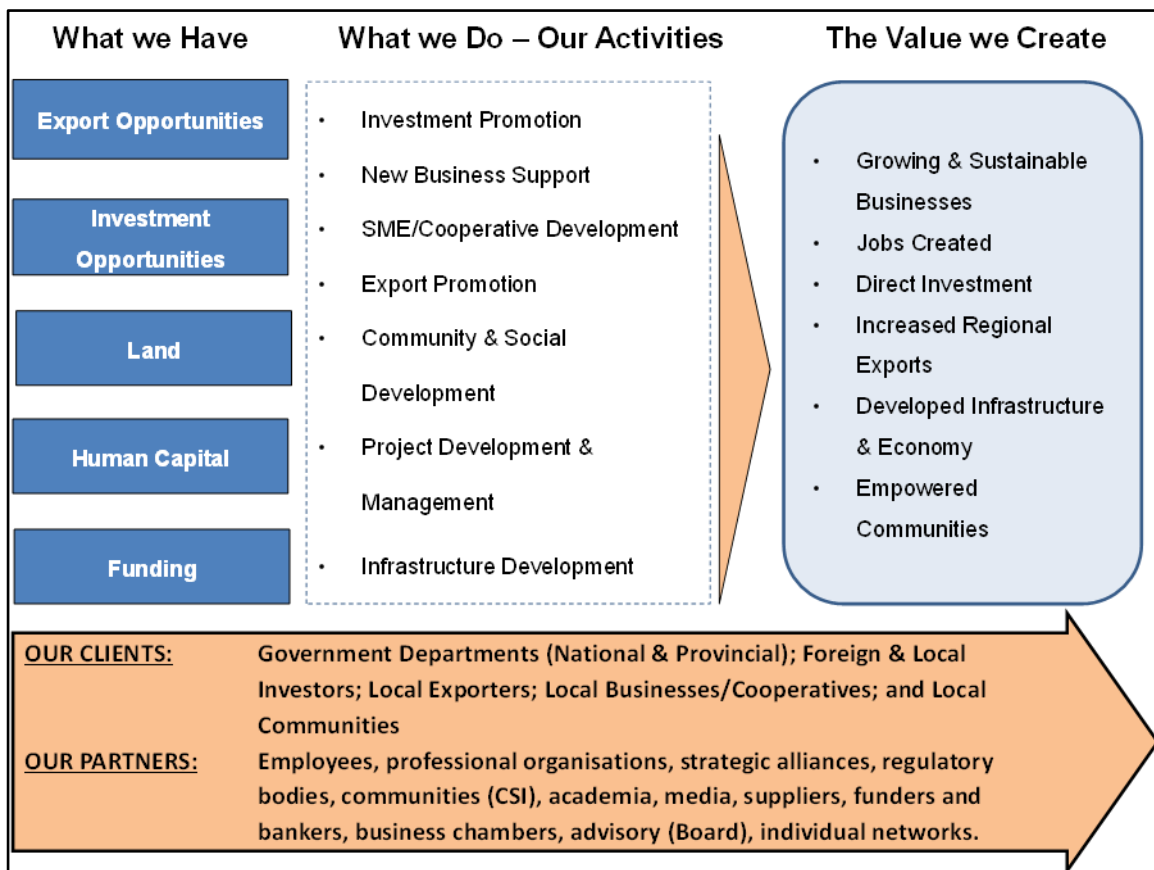 What we Have
What we Do – Our Activities
The Value we Create
Export Opportunities
Investment
Opportunities
Land
Human Capital
Funding
• Investment Promotion
• New Business Support
• SME/Cooperative Development
• Export Promotion
• Community & Social
Development
• Project Development &
Management
• Infrastructure Development
• Growing & Sustainable
Businesses
• Jobs Created
• Direct Investment
• Increased Regional
Exports
• Developed Infrastructure
& Economy
• Empowered
Communities
OUR CLIENTS: Government Departments (National & Provincial); Foreign & Local
Investors; Local Exporters; Local Businesses/Cooperatives; and Local
Communities
OUR PARTNERS: Employees, professional organisations, strategic alliances, regulatory
bodies, communities (CSI), academia, media, suppliers, funders and
bankers, business chambers, advisory (Board), individual networks.